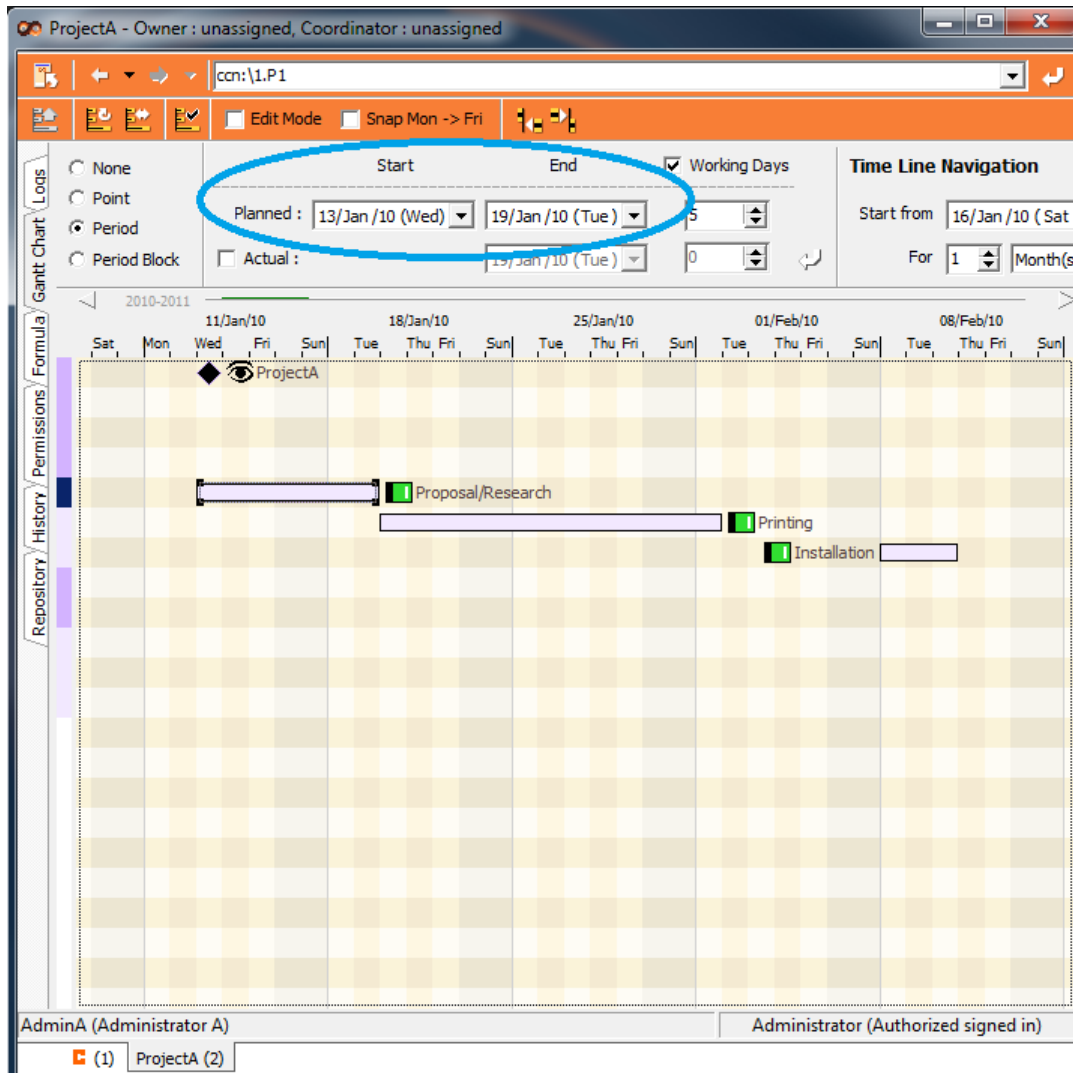 ProjectA - Owner : unassigned, Coordinator : unassigned
ccn:\1.P1
Edit Mode Snap Mon -> Fri
Logs
Gantt Chart
Formula
Permissions
History
Repository
None
Point
Period
Period Block
Start End Working Days
Planned : 13/Jan /10 (Wed) 19/Jan /10 (Tue ) 5
Actual : 19/Jan /10 (Tue ) 0
Time Line Navigation
Start from 16/Jan /10 ( Sat
For 1 Month(s
2010-2011
11/Jan/10 18/Jan/10 25/Jan/10 01/Feb/10 08/Feb/10
Sat Mon Wed Fri Sun Tue Thu Fri Sun Tue Thu Fri Sun Tue Thu Fri Sun Tue Thu Fri Sun
ProjectA
Proposal/Research
Printing
Installation
AdminA (Administrator A) Administrator (Authorized signed in)
(1) ProjectA (2)